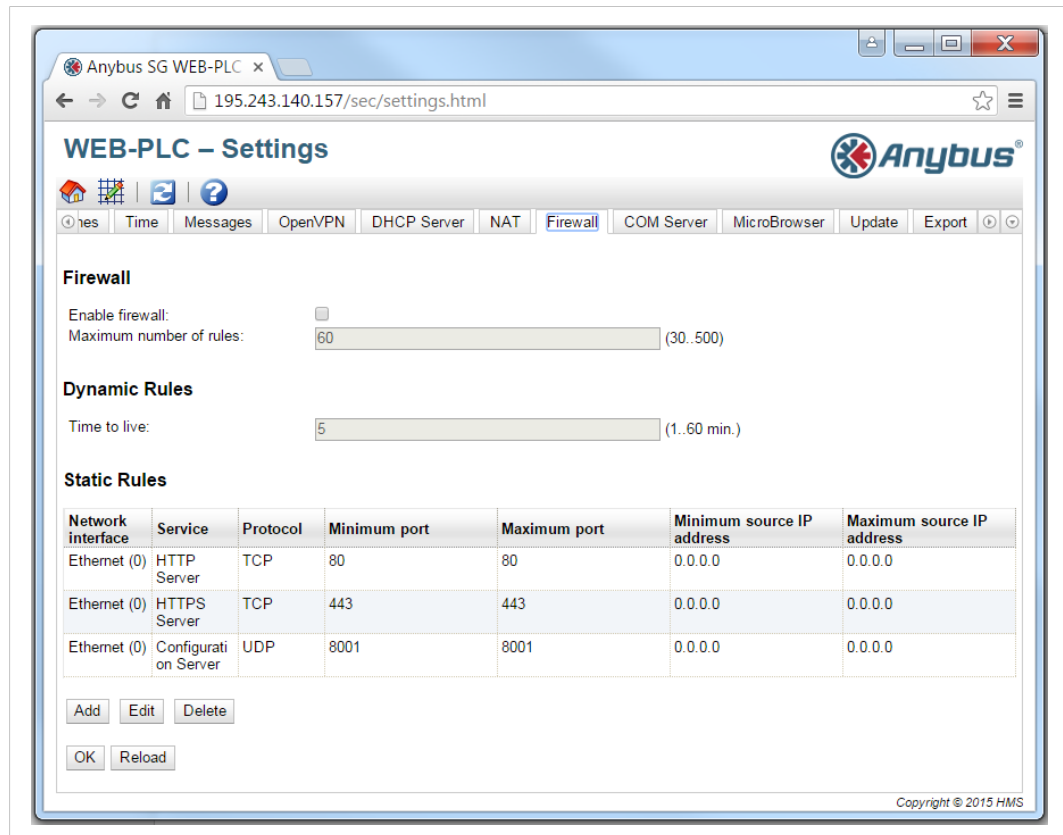 Anybus SG WEB-PLC
195.243.140.157/sec/settings.html
WEB-PLC – Settings
Anybus®
nes Time Messages OpenVPN DHCP Server NAT Firewall COM Server MicroBrowser Update Export
Firewall
Enable firewall:
Maximum number of rules: 60 (30..500)
Dynamic Rules
Time to live: 5 (1..60 min.)
Static Rules
Network interface Service Protocol Minimum port Maximum port Minimum source IP address Maximum source IP address
Ethernet (0) HTTP Server TCP 80 80 0.0.0.0 0.0.0.0
Ethernet (0) HTTPS Server TCP 443 443 0.0.0.0 0.0.0.0
Ethernet (0) Configuration Server UDP 8001 8001 0.0.0.0 0.0.0.0
Add Edit Delete
OK Reload
Copyright © 2015 HMS